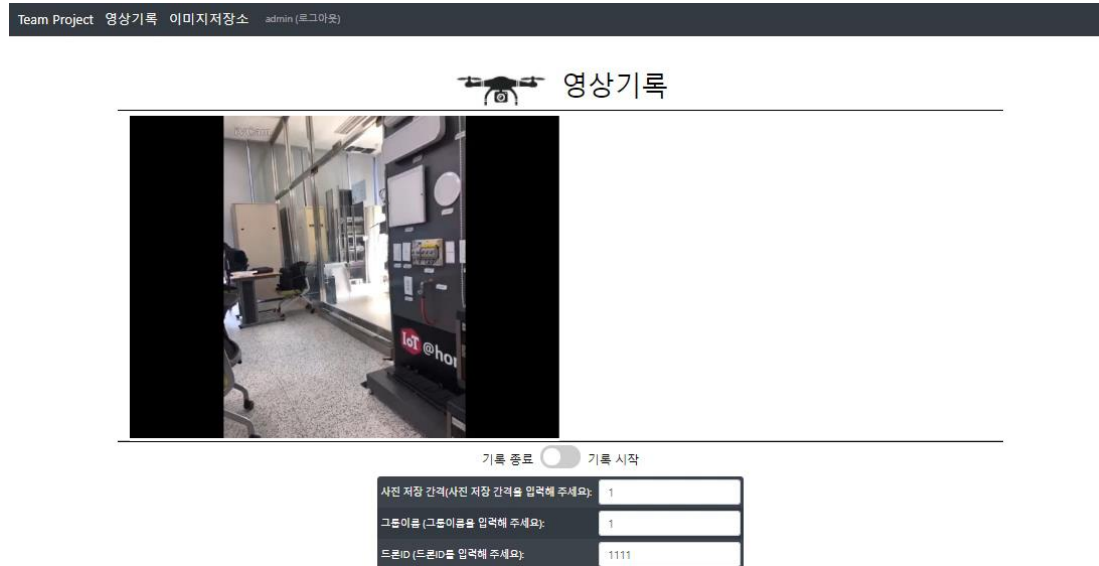 Team Project 영상기록 이미지저장소 admin (로그아웃)
영상기록
IoT @hom
기록 종료 기록 시작
사진 저장 간격(사진 저장 간격을 입력해 주세요): 1
그룹이름 (그룹이름을 입력해 주세요): 1
드론ID (드론ID를 입력해 주세요): 1111